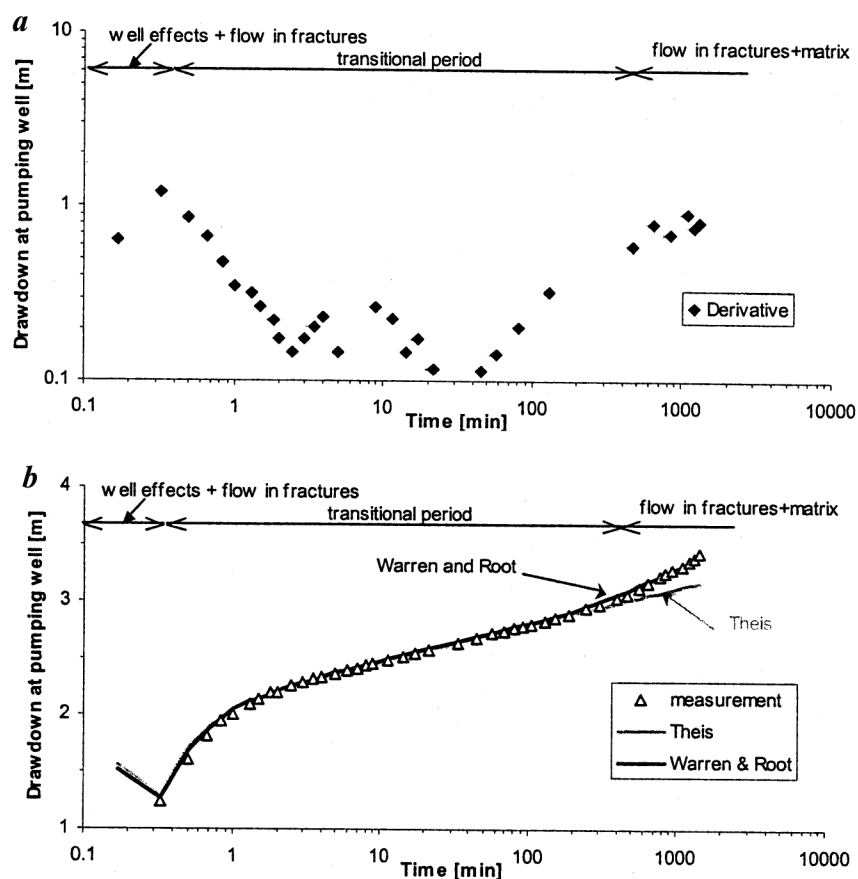 a
well effects + flow in fractures
transitional period
flow in fractures+matrix
Drawdown at pumping well [m]
10
1
0.1
Derivative
0.1
1
10
100
1000
10000
Time [min]
b
well effects + flow in fractures
transitional period
flow in fractures+matrix
Drawdown at pumping well [m]
4
3
2
1
Warren and Root
Theis
measurement
Theis
Warren & Root
0.1
1
10
100
1000
10000
Time [min]